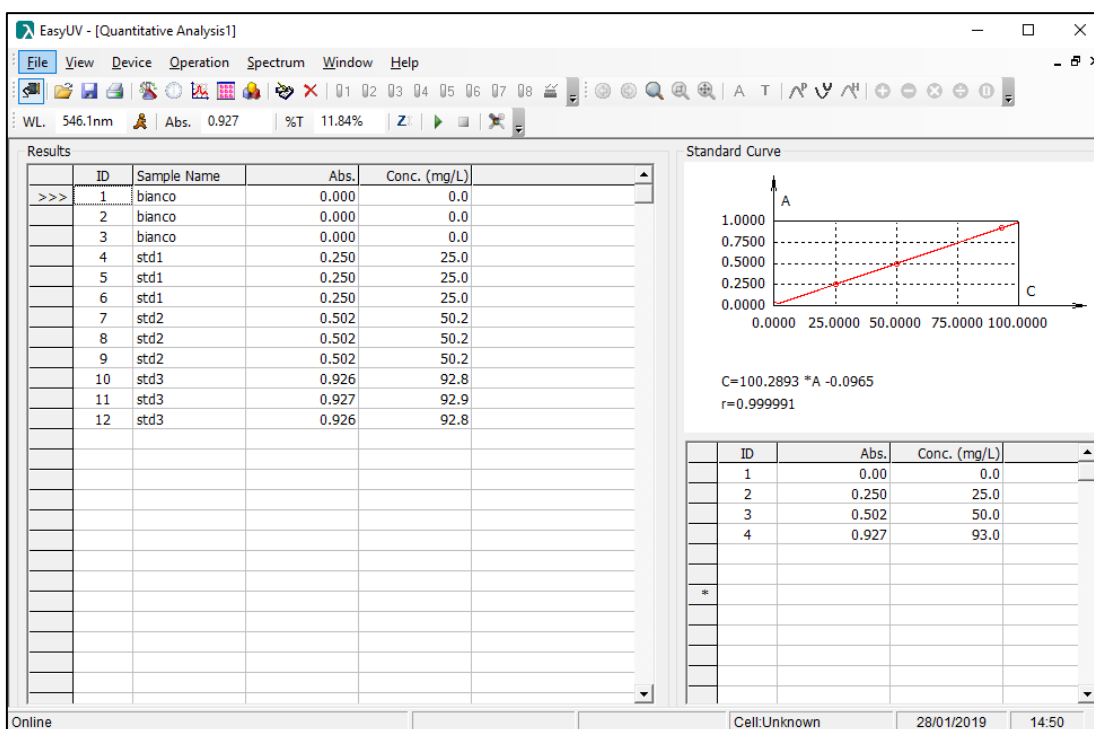 EasyUV - [Quantitative Analysis1]
File View Device Operation Spectrum Window Help
01 02 03 04 05 06 07 08 A T
WL. 546.1nm Abs. 0.927 %T 11.84% Z
Results
ID Sample Name Abs. Conc. (mg/L)
>>> 1 bianco 0.000 0.0
2 bianco 0.000 0.0
3 bianco 0.000 0.0
4 std1 0.250 25.0
5 std1 0.250 25.0
6 std1 0.250 25.0
7 std2 0.502 50.2
8 std2 0.502 50.2
9 std2 0.502 50.2
10 std3 0.926 92.8
11 std3 0.927 92.9
12 std3 0.926 92.8
Standard Curve
A
1.0000
0.7500
0.5000
0.2500
0.0000
C
0.0000 25.0000 50.0000 75.0000 100.0000
C=100.2893 *A -0.0965
r=0.999991
ID Abs. Conc. (mg/L)
1 0.00 0.0
2 0.250 25.0
3 0.502 50.0
4 0.927 93.0
*
Online Cell:Unknown 28/01/2019 14:50